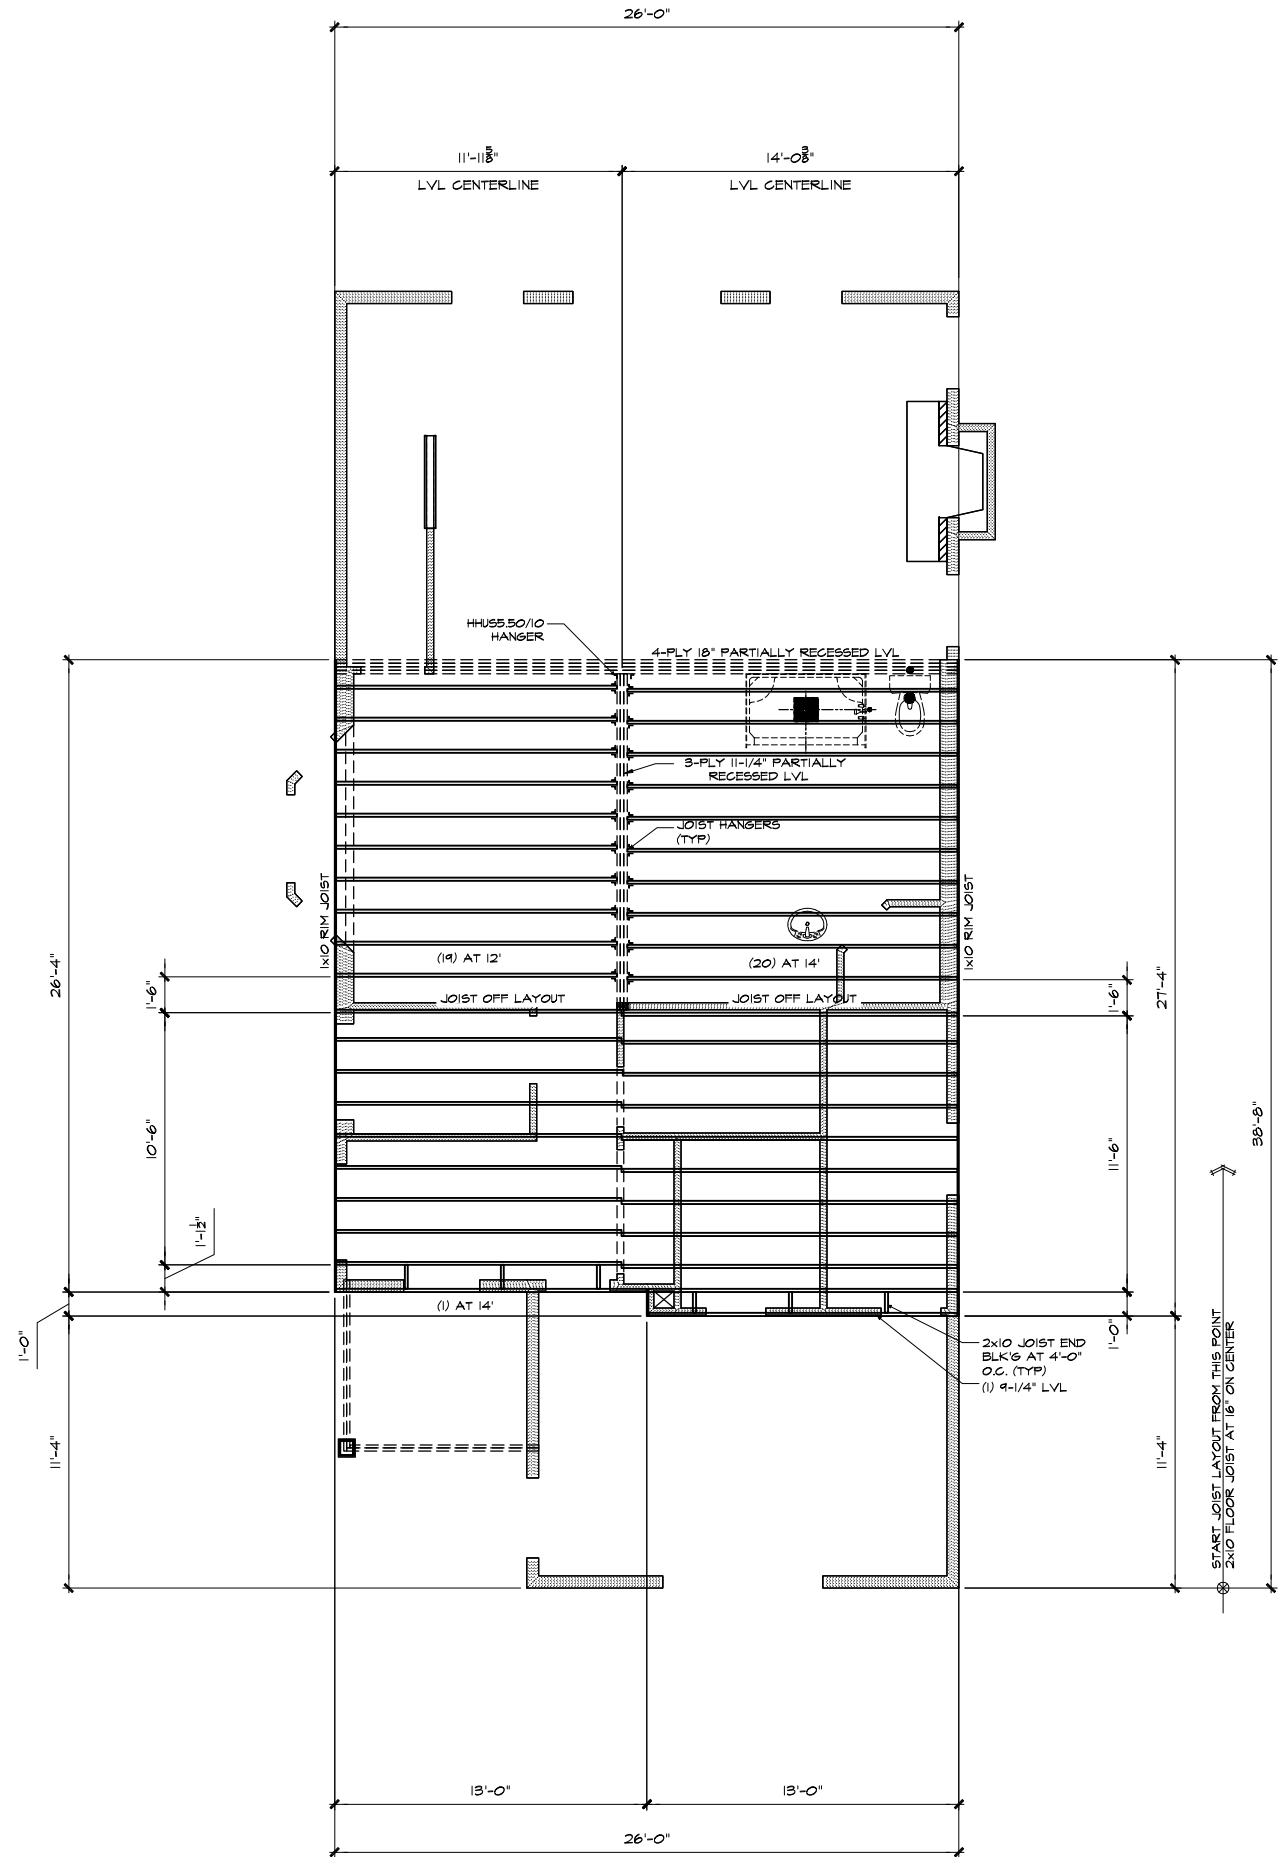 26'-0"
11'-11⅝"
14'-0⅜"
LVL CENTERLINE
LVL CENTERLINE
HHUS5.50/10
HANGER
4-PLY 18" PARTIALLY RECESSED LVL
3-PLY 11-1/4" PARTIALLY
RECESSED LVL
JOIST HANGERS
(TYP)
1x10 RIM JOIST
1x10 RIM JOIST
(19) AT 12'
(20) AT 14'
JOIST OFF LAYOUT
JOIST OFF LAYOUT
26'-4"
1'-6"
10'-6"
1'-1½"
1'-0"
11'-4"
1'-6"
27'-4"
11'-6"
38'-8"
1'-0"
11'-4"
(1) AT 14'
2x10 JOIST END
BLK'G AT 4'-0"
O.C. (TYP)
(1) 9-1/4" LVL
START JOIST LAYOUT FROM THIS POINT
2x10 FLOOR JOIST AT 16" ON CENTER
13'-0"
13'-0"
26'-0"